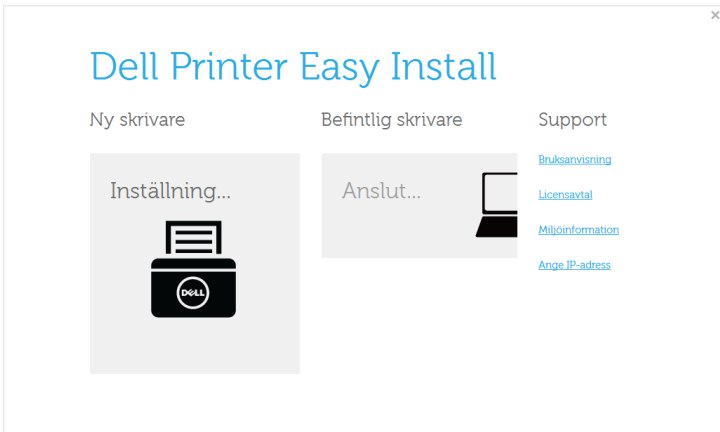 ×
Dell Printer Easy Install
Ny skrivare
Befintlig skrivare
Support
Inställning...
Anslut...
Bruksanvisning
Licensavtal
Miljöinformation
Ange IP-adress
DELL